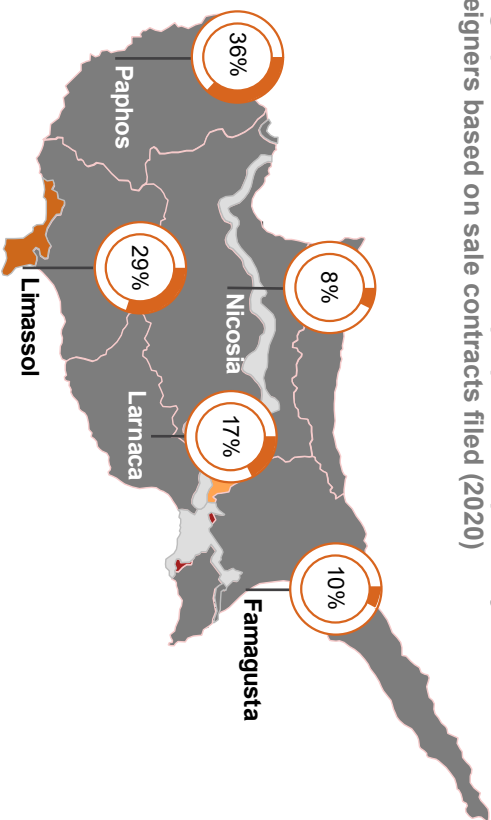 eigners based on sale contracts filed (2020)
36%
Paphos
29%
Limassol
8%
Nicosia
17%
Larnaca
10%
Famagusta